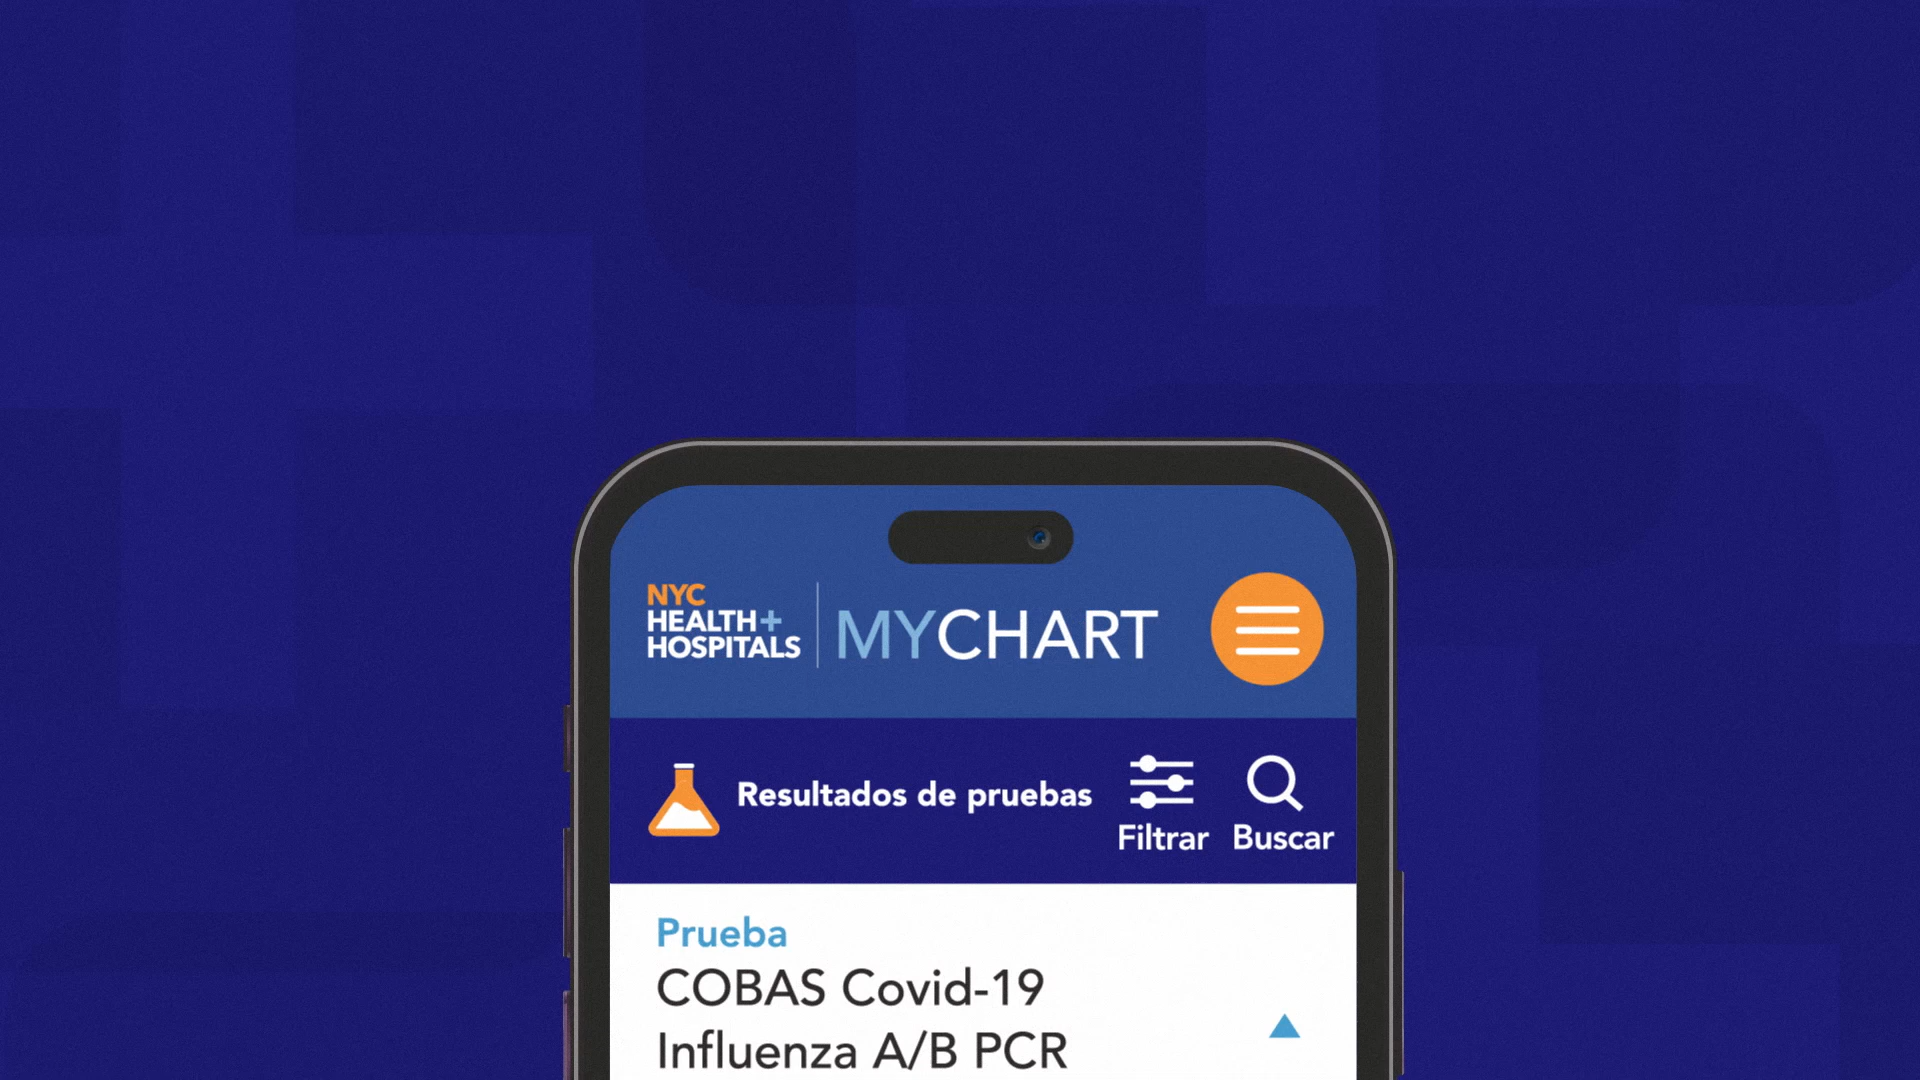 NYC
HEALTH+
HOSPITALS
MYCHART
Resultados de pruebas
Filtrar
Buscar
Prueba
COBAS Covid-19
Influenza A/B PCR